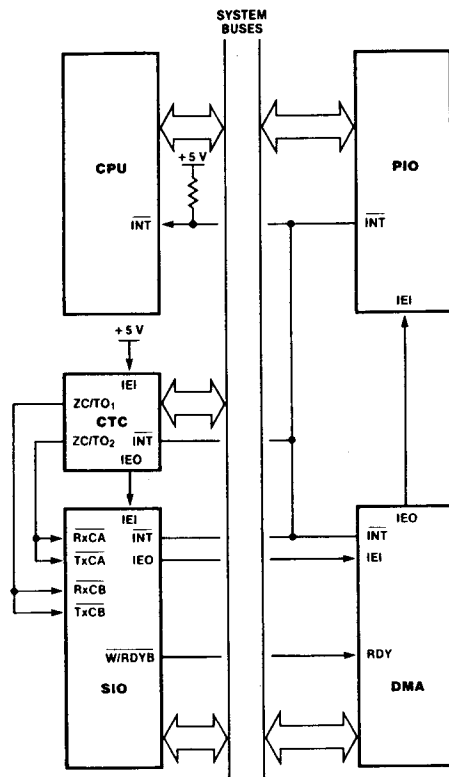 SYSTEM
BUSES
CPU
+5 V
INT
PIO
INT
IEI
+5 V
IEI
ZC/TO1
CTC
ZC/TO2
INT
IEO
IEI
RxCA
INT
TxCA
IEO
RxCB
TxCB
W/RDYB
SIO
IEO
INT
IEI
RDY
DMA